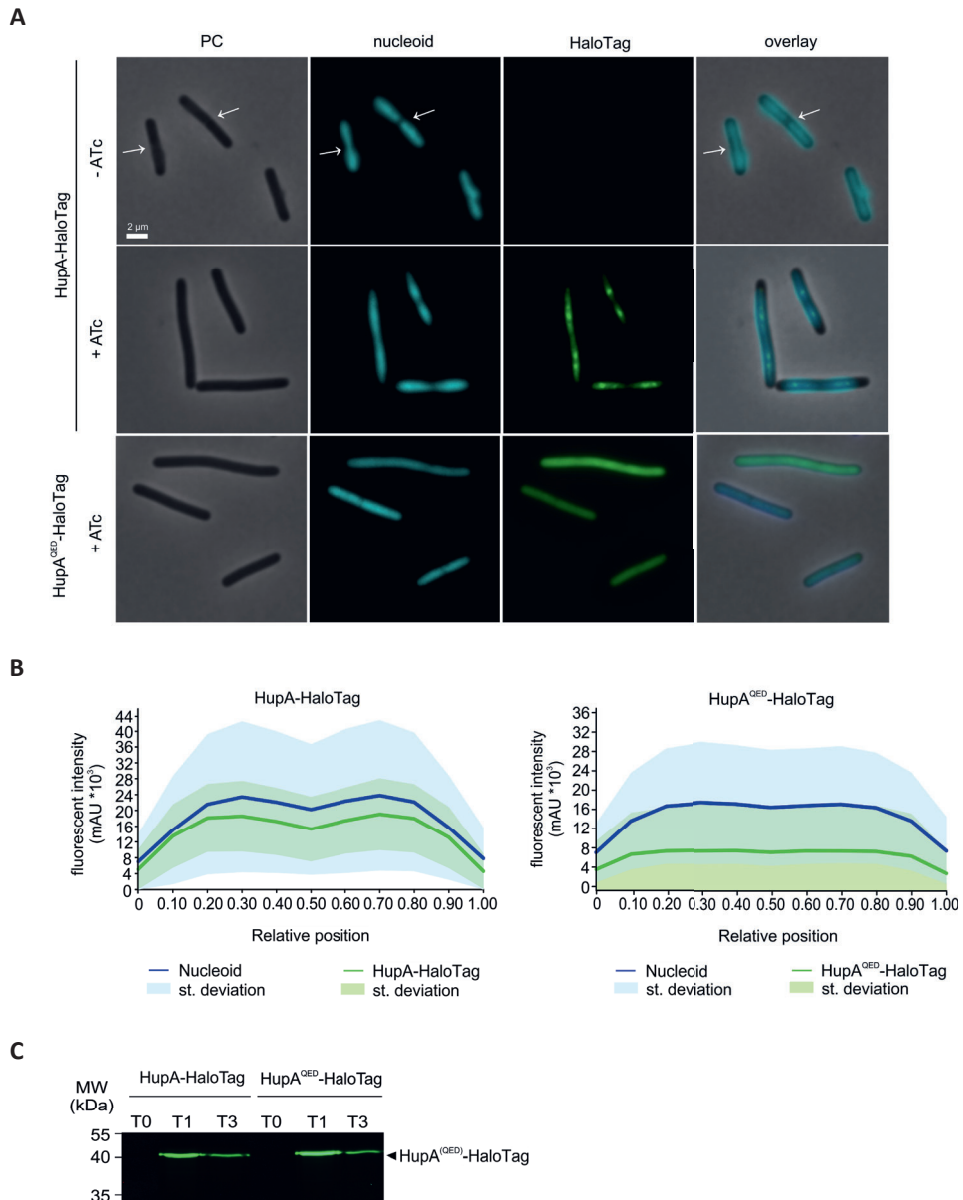 A
PC nucleoid HaloTag overlay
HupA-HaloTag
- ATc
2 µm
+ ATc
HupA^QED-HaloTag
+ ATc
B
HupA-HaloTag
fluorescent intensity
(mAU *10³)
44
40
36
32
28
24
20
16
12
8
4
0
0 0.10 0.20 0.30 0.40 0.50 0.60 0.70 0.80 0.90 1.00
Relative position
Nucleoid HupA-HaloTag
st. deviation st. deviation
HupA^QED-HaloTag
fluorescent intensity
(mAU *10³)
36
32
28
24
20
16
12
8
4
0
0 0.10 0.20 0.30 0.40 0.50 0.60 0.70 0.80 0.90 1.00
Relative position
Nuclecid HupA^QED-HaloTag
st. deviation st. deviation
C
MW
(kDa)
HupA-HaloTag HupA^QED-HaloTag
T0 T1 T3 T0 T1 T3
55
40
35
HupA^(QED)-HaloTag